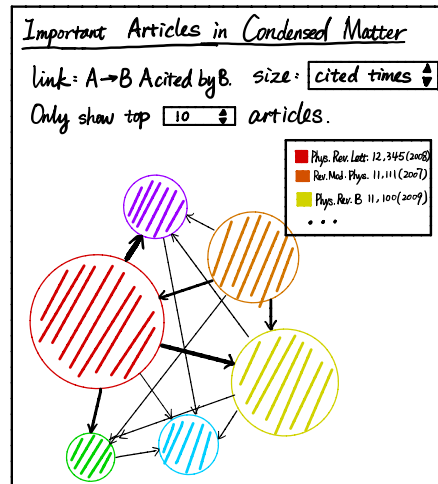 Important Articles in Condensed Matter
link: A→B A cited by B. size: cited times
Only show top 10 articles.
Phys. Rev. Lett. 12,345 (2008)
Rev. Mod. Phys. 11,111 (2007)
Phys. Rev. B 11,100 (2009)
...